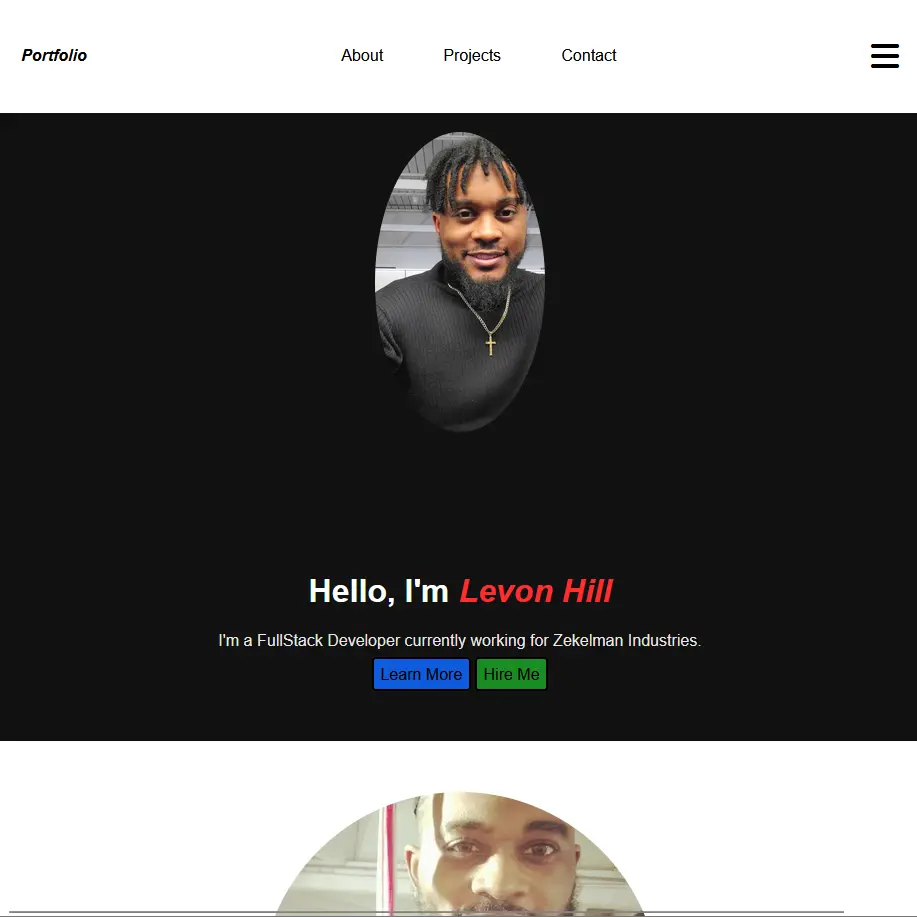 Portfolio
About Projects Contact
Hello, I'm Levon Hill
I'm a FullStack Developer currently working for Zekelman Industries.
Learn More Hire Me